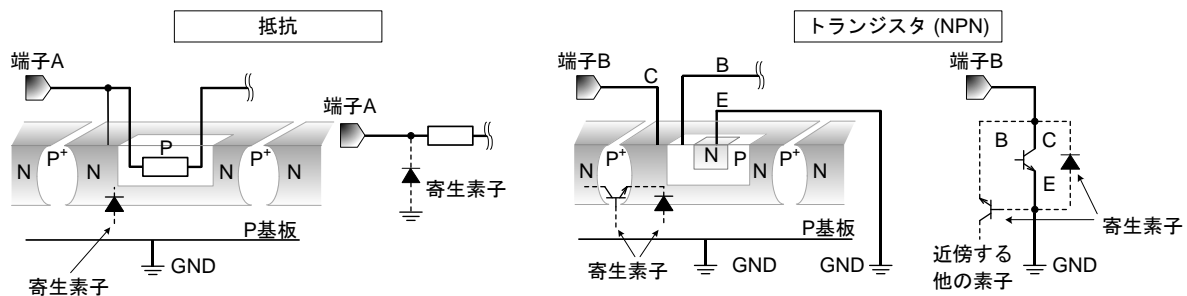 抵抗
端子A
N
P+
N
P
N
P+
N
寄生素子
P基板
GND
端子A
寄生素子
トランジスタ (NPN)
端子B
C
B
E
N
P+
N
N
P
N
P+
N
P基板
寄生素子
GND
GND
端子B
B
C
E
寄生素子
近傍する
他の素子
GND